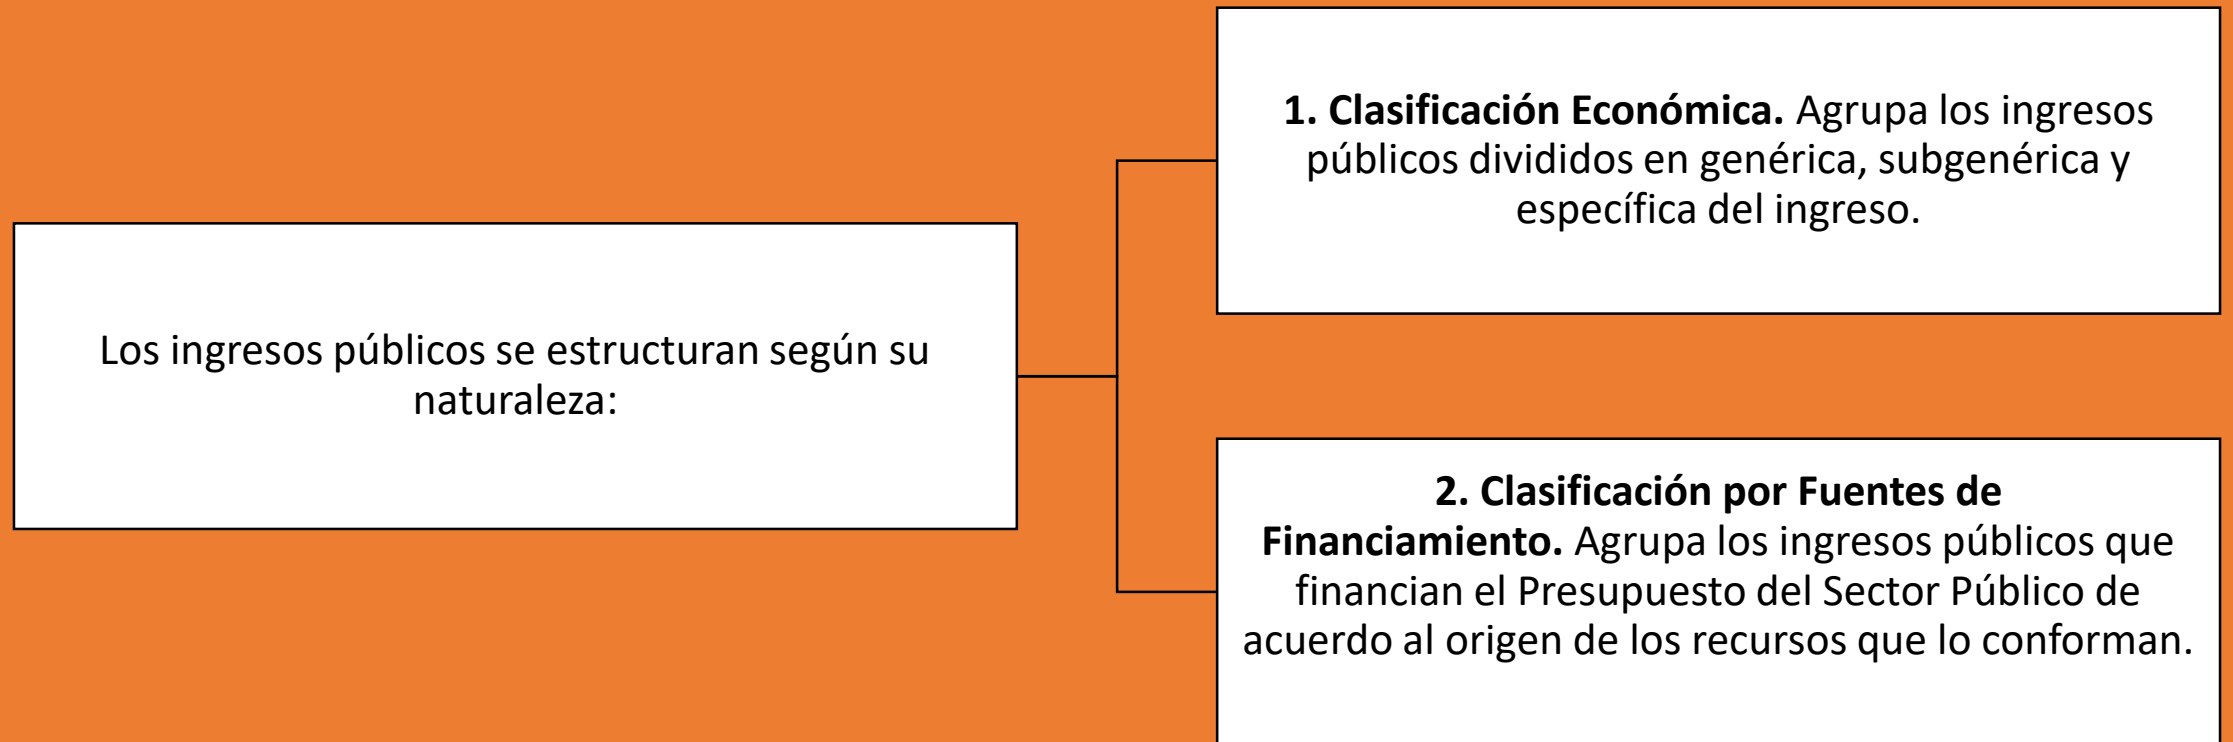 Los ingresos públicos se estructuran según su
naturaleza:
1. Clasificación Económica. Agrupa los ingresos
públicos divididos en genérica, subgenérica y
específica del ingreso.
2. Clasificación por Fuentes de
Financiamiento. Agrupa los ingresos públicos que
financian el Presupuesto del Sector Público de
acuerdo al origen de los recursos que lo conforman.